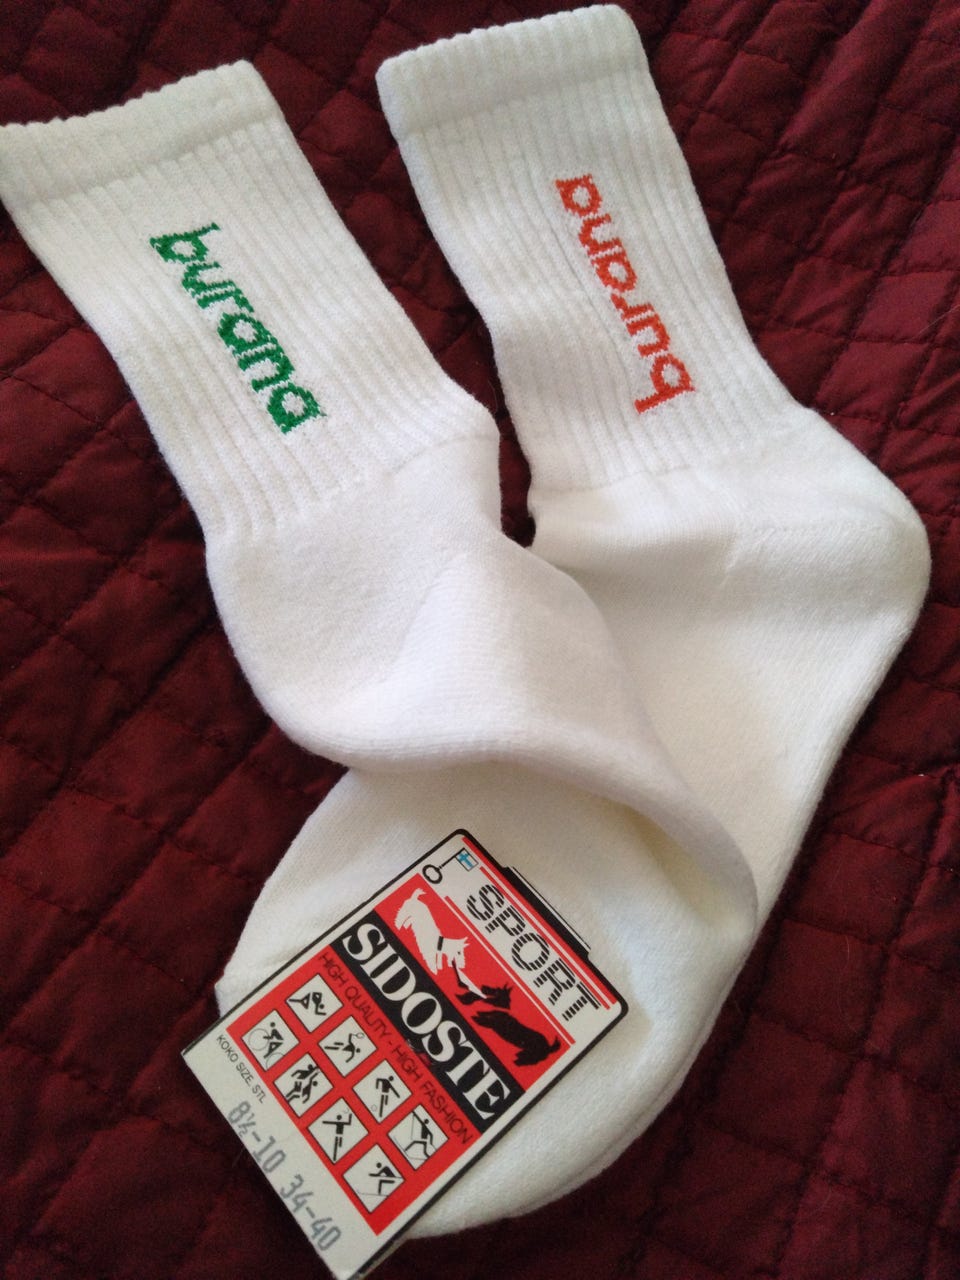 burana
burana
SPORT
SIDOSTE
HIGH QUALITY - HIGH FASHION
KOKO SIZE, STL
8½-10 34-40